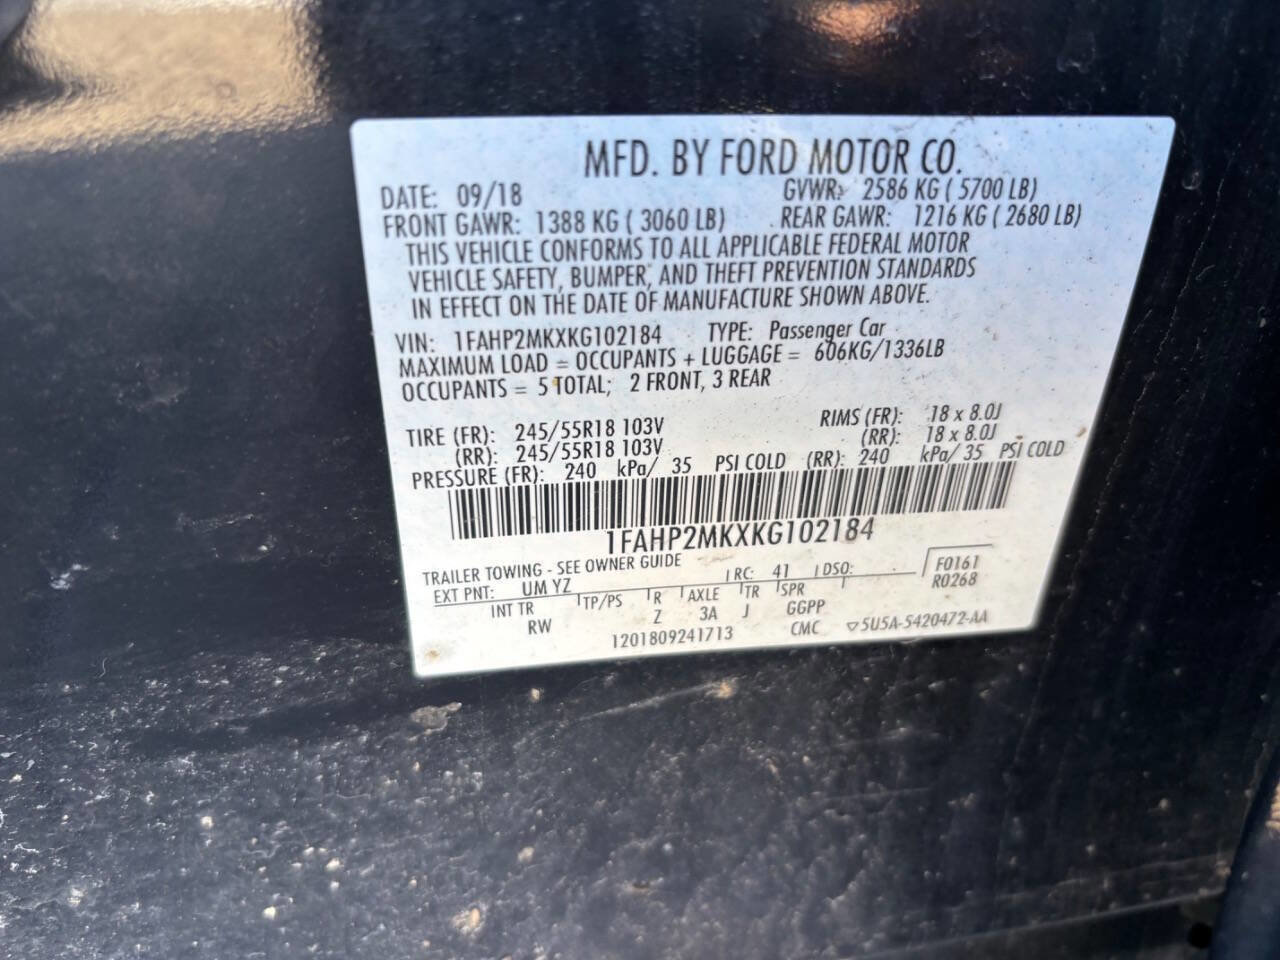 MFD. BY FORD MOTOR CO.
DATE: 09/18 GVWR: 2586 KG ( 5700 LB)
FRONT GAWR: 1388 KG ( 3060 LB) REAR GAWR: 1216 KG ( 2680 LB)
THIS VEHICLE CONFORMS TO ALL APPLICABLE FEDERAL MOTOR
VEHICLE SAFETY, BUMPER, AND THEFT PREVENTION STANDARDS
IN EFFECT ON THE DATE OF MANUFACTURE SHOWN ABOVE.
VIN: 1FAHP2MKXKG102184 TYPE: Passenger Car
MAXIMUM LOAD = OCCUPANTS + LUGGAGE = 606KG/1336LB
OCCUPANTS = 5 TOTAL; 2 FRONT, 3 REAR
TIRE (FR): 245/55R18 103V RIMS (FR): 18 x 8.0J
(RR): 245/55R18 103V (RR): 18 x 8.0J
PRESSURE (FR): 240 kPa/ 35 PSI COLD (RR): 240 kPa/ 35 PSI COLD
1FAHP2MKXKG102184
TRAILER TOWING - SEE OWNER GUIDE
EXT PNT: UM YZ RC: 41 DSO: F0161
R0268
INT TR TP/PS R AXLE TR SPR
RW Z 3A J GGPP
1201809241713 CMC ▽5U5A-5420472-AA